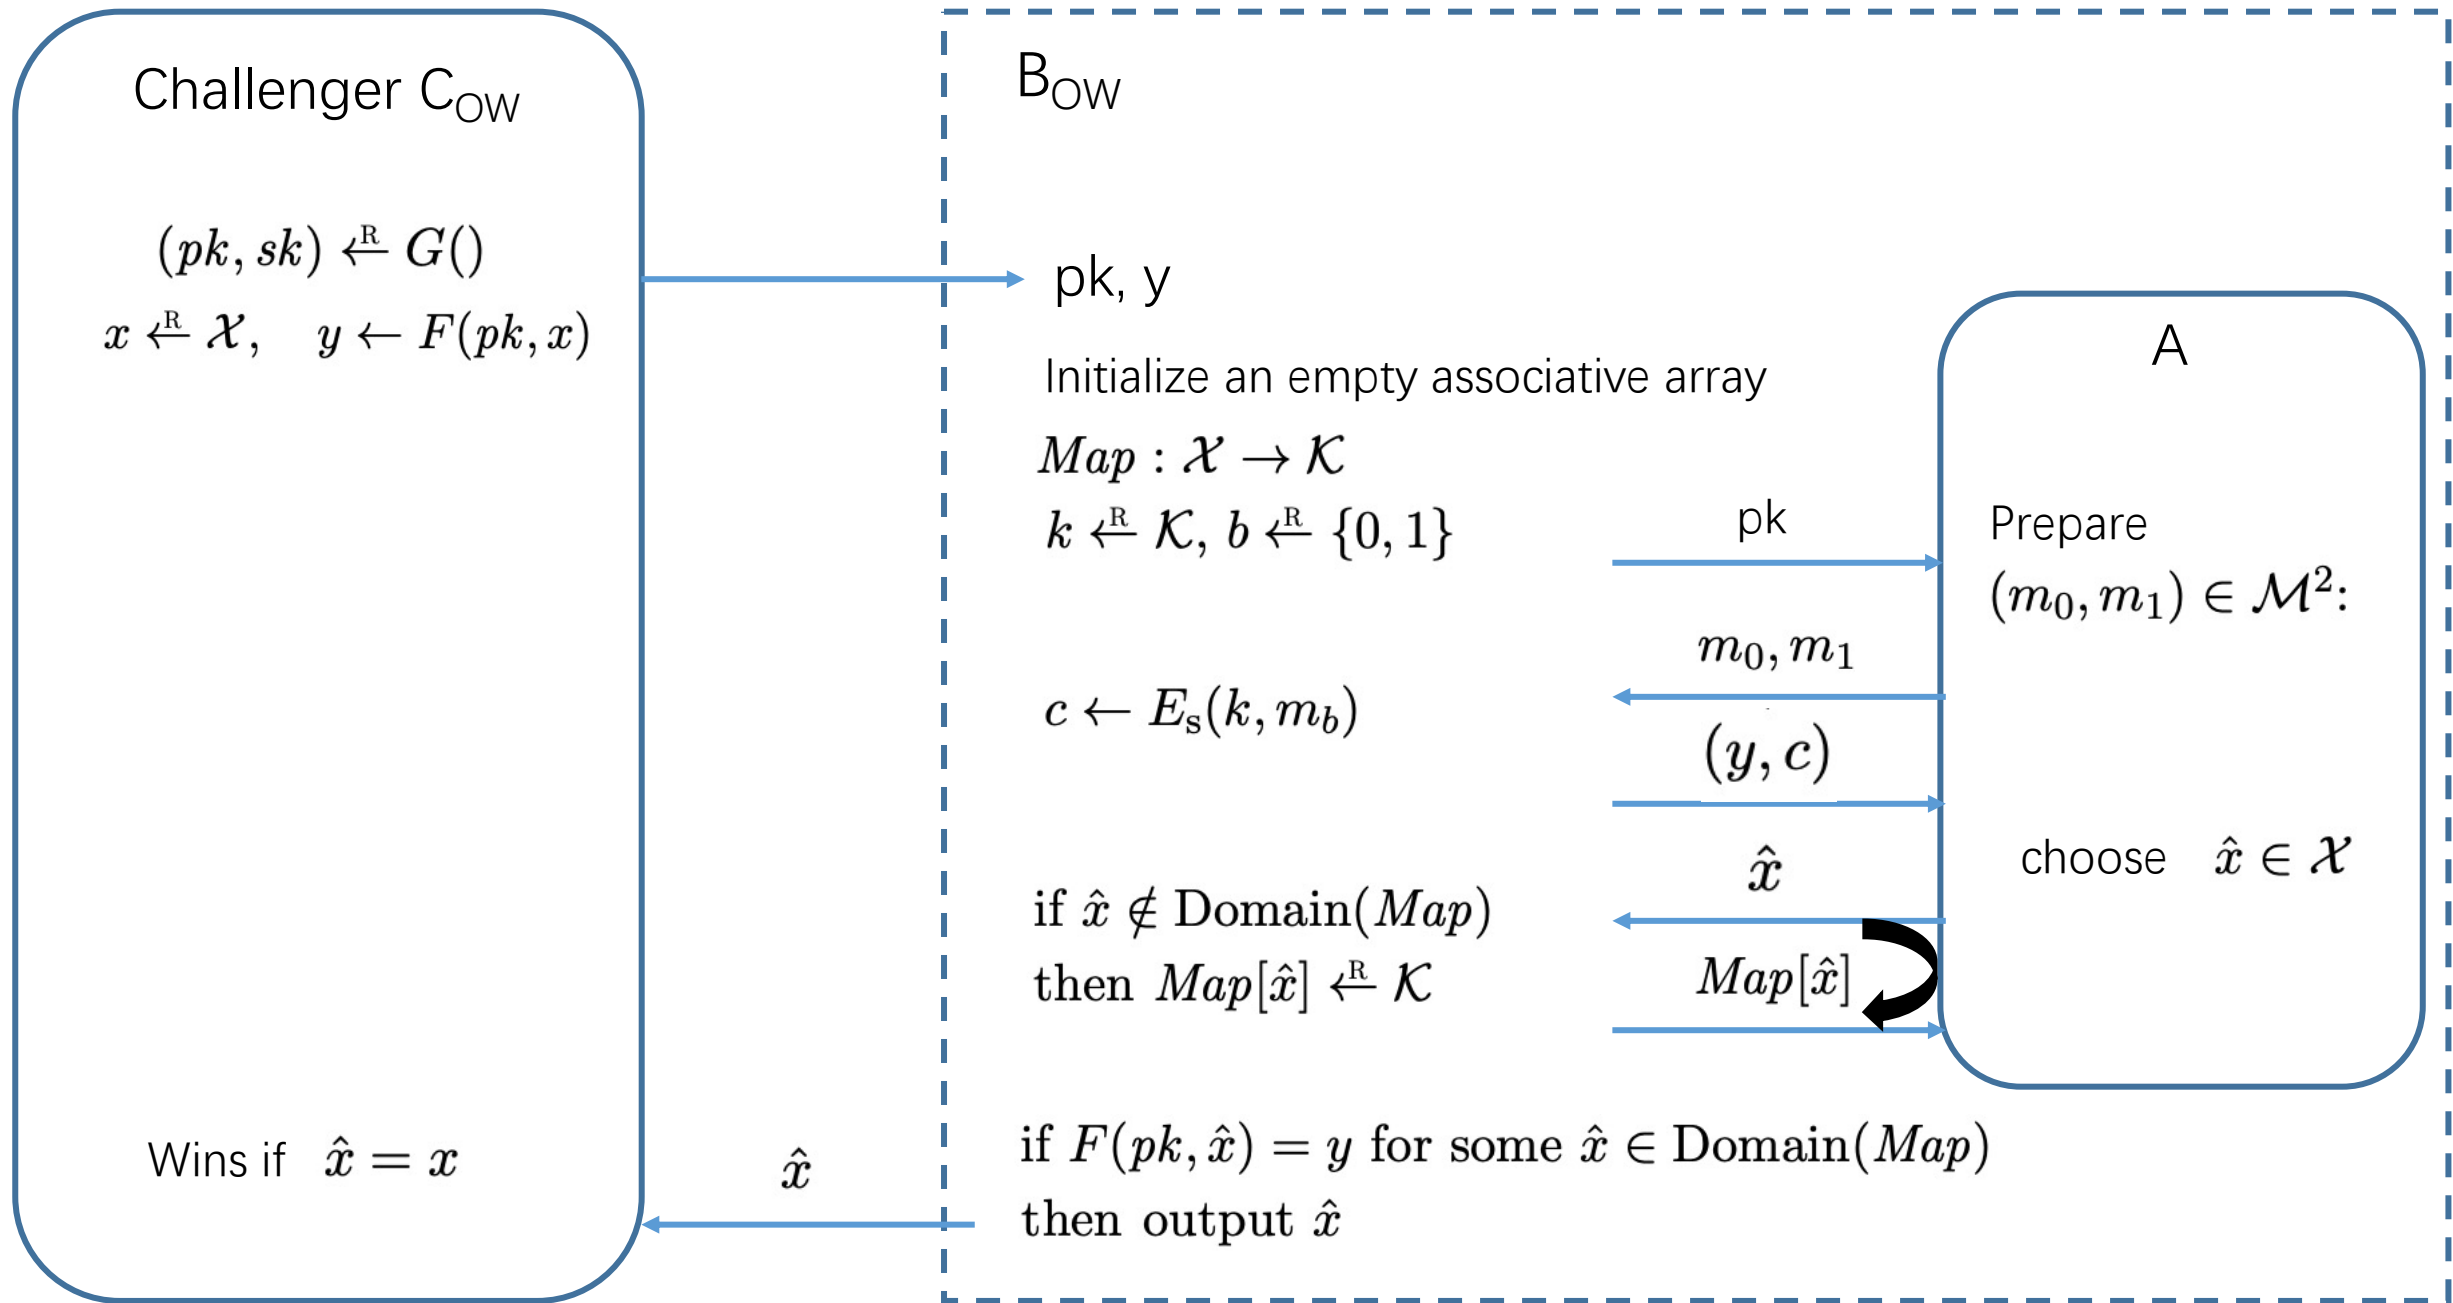 Challenger C_OW
(pk, sk) ←ᴿ G()
x ←ᴿ 𝒳, y ← F(pk, x)
Wins if x̂ = x
x̂
B_OW
pk, y
Initialize an empty associative array
Map : 𝒳 → 𝒦
k ←ᴿ 𝒦, b ←ᴿ {0, 1}
c ← E_s(k, m_b)
if x̂ ∉ Domain(Map)
then Map[x̂] ←ᴿ 𝒦
if F(pk, x̂) = y for some x̂ ∈ Domain(Map)
then output x̂
pk
m₀, m₁
(y, c)
x̂
Map[x̂]
A
Prepare
(m₀, m₁) ∈ ℳ²:
choose x̂ ∈ 𝒳